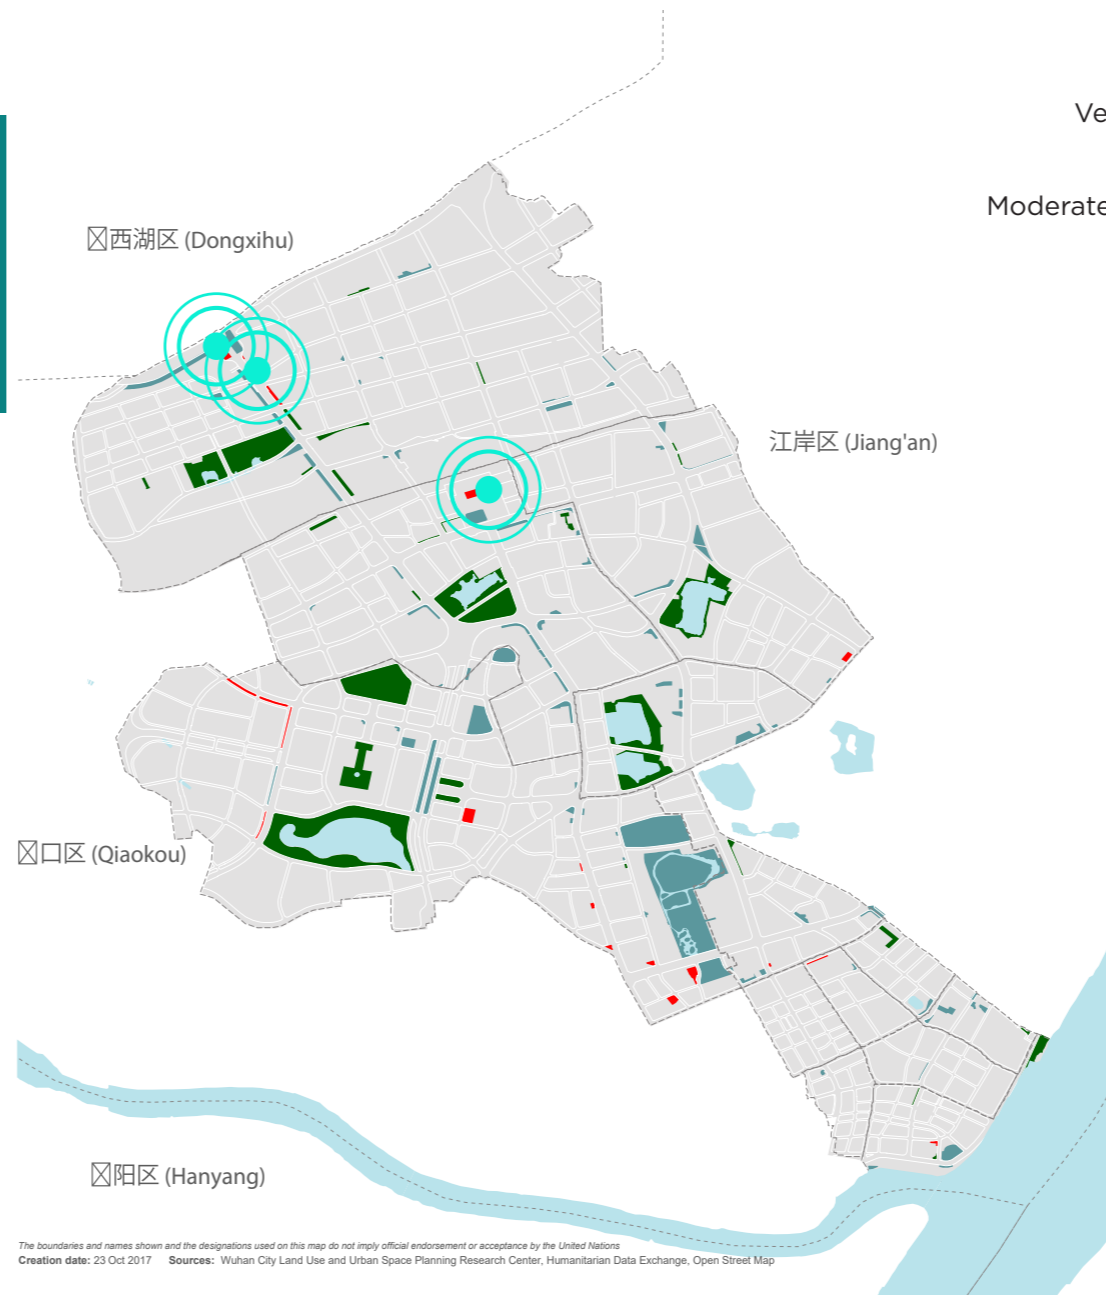 Ve
Moderate
西湖区 (Dongxihu)
江岸区 (Jiang'an)
口区 (Qiaokou)
阳区 (Hanyang)
The boundaries and names shown and the designations used on this map do not imply official endorsement or acceptance by the United Nations
Creation date: 23 Oct 2017 Sources: Wuhan City Land Use and Urban Space Planning Research Center, Humanitarian Data Exchange, Open Street Map